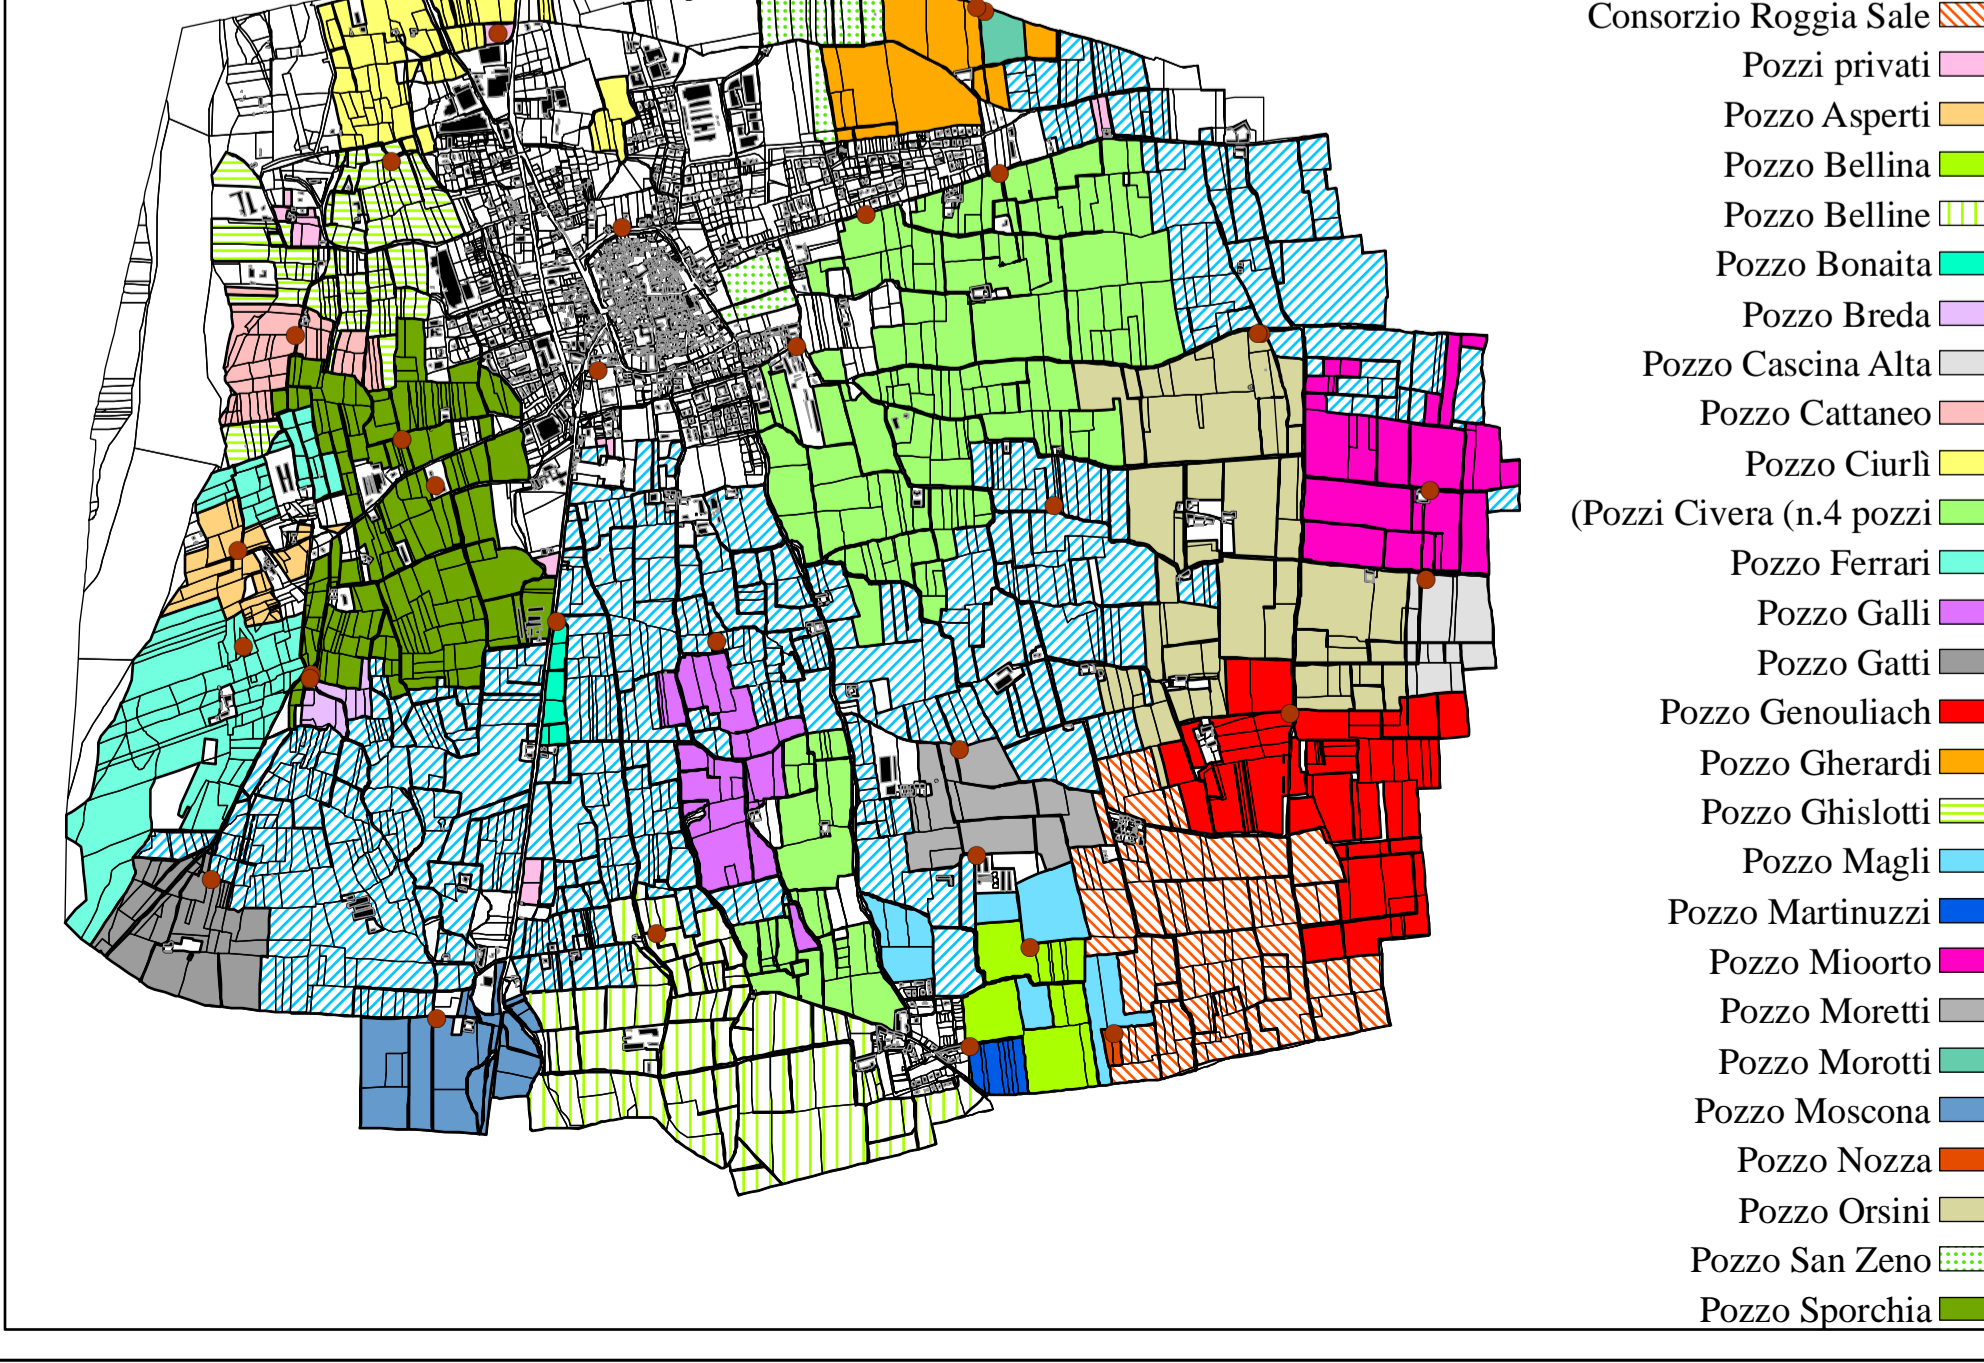 Consorzio Roggia Sale
Pozzi privati
Pozzo Asperti
Pozzo Bellina
Pozzo Belline
Pozzo Bonaita
Pozzo Breda
Pozzo Cascina Alta
Pozzo Cattaneo
Pozzo Ciurlì
(Pozzi Civera (n.4 pozzi
Pozzo Ferrari
Pozzo Galli
Pozzo Gatti
Pozzo Genouliach
Pozzo Gherardi
Pozzo Ghislotti
Pozzo Magli
Pozzo Martinuzzi
Pozzo Mioorto
Pozzo Moretti
Pozzo Morotti
Pozzo Moscona
Pozzo Nozza
Pozzo Orsini
Pozzo San Zeno
Pozzo Sporchia